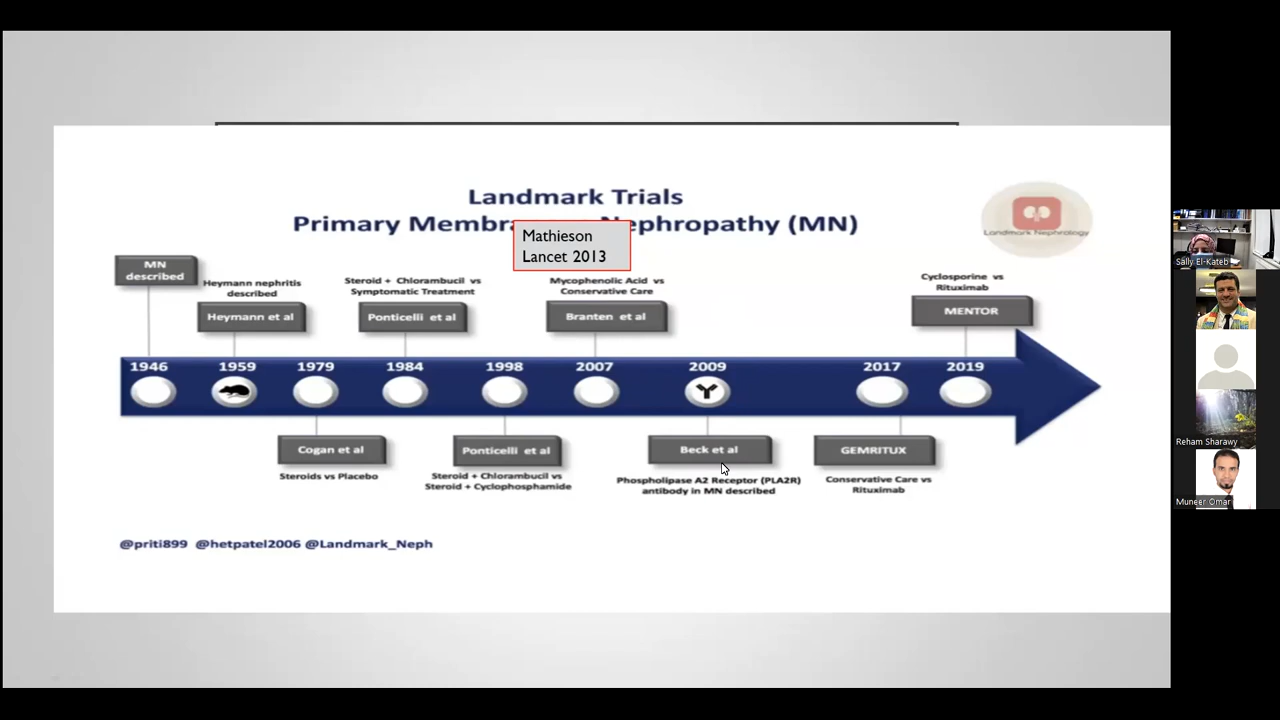 Landmark Trials
Primary Membr Nephropathy (MN)
Mathieson
Lancet 2013
Landmark Nephrology
MN
described
Heymann nephritis
described
Heymann et al
Steroid + Chlorambucil vs
Symptomatic Treatment
Ponticelli et al
Mycophenolic Acid vs
Conservative Care
Branten et al
Cyclosporine vs
Rituximab
MENTOR
1946
1959
1979
1984
1998
2007
2009
2017
2019
Cogan et al
Steroids vs Placebo
Ponticelli et al
Steroid + Chlorambucil vs
Steroid + Cyclophosphamide
Beck et al
Phospholipase A2 Receptor (PLA2R)
antibody in MN described
GEMRITUX
Conservative Care vs
Rituximab
@priti899 @hetpatel2006 @Landmark_Neph
Sally El-Kateb
Reham Sharawy
Muneer Omar